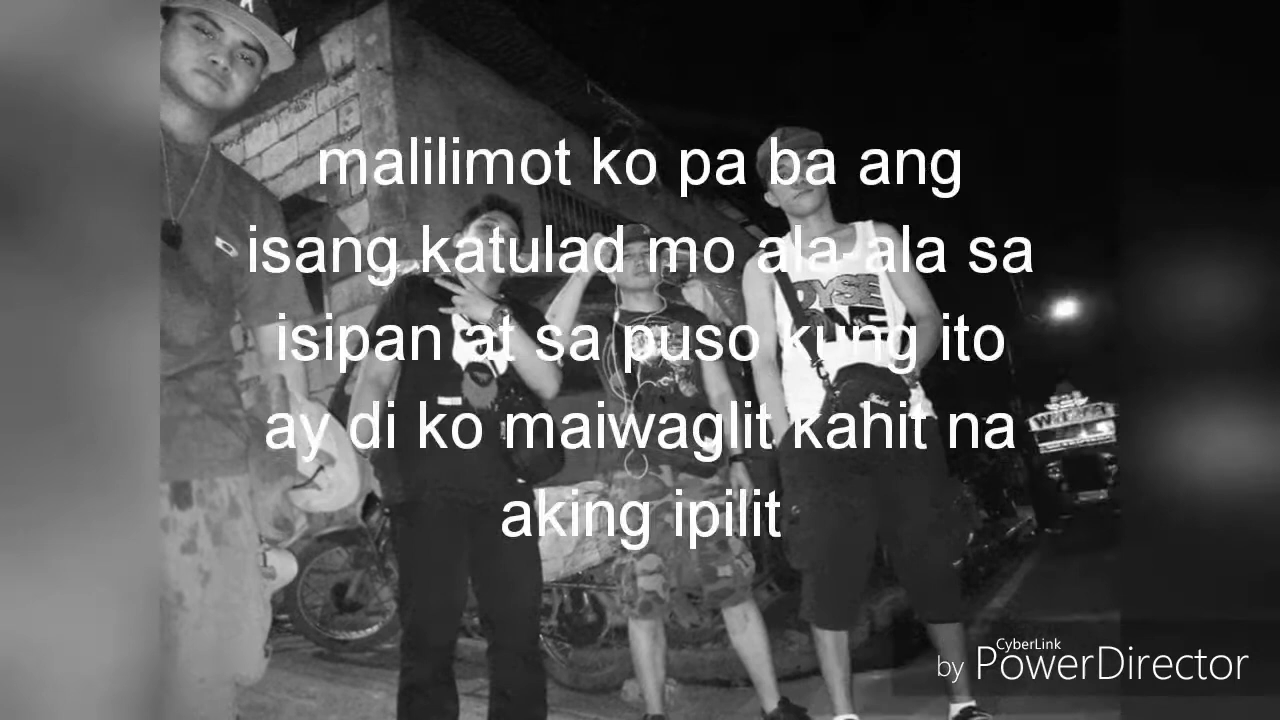 malilimot ko pa ba ang
isang katulad mo ala-ala sa
isipan at sa puso kung ito
ay di ko maiwaglit kahit na
aking ipilit
CyberLink
by PowerDirector